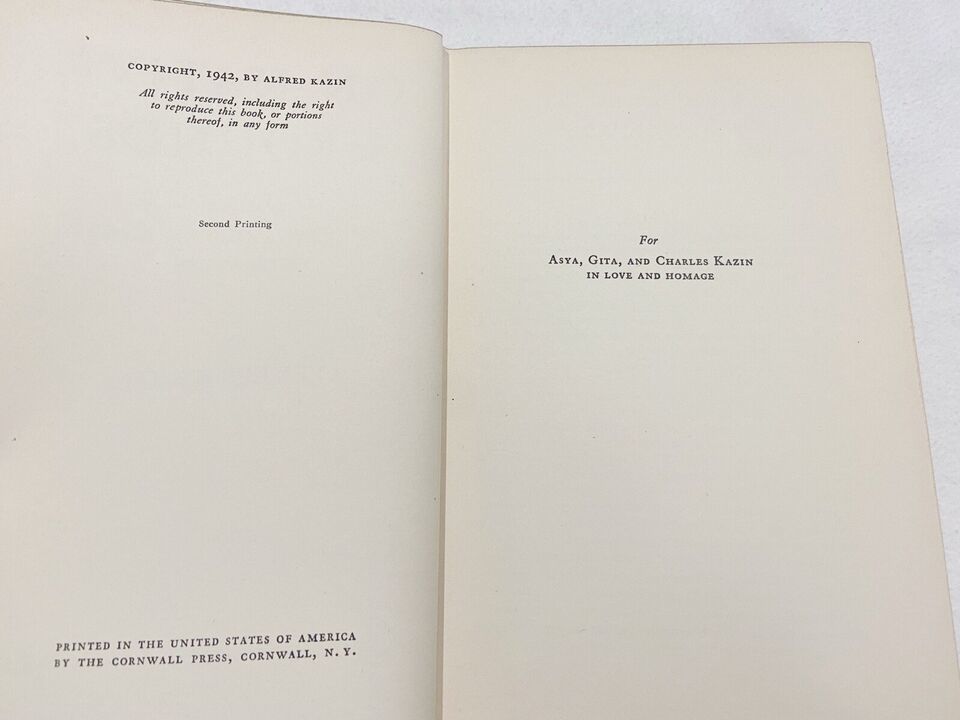 COPYRIGHT, 1942, BY ALFRED KAZIN
All rights reserved, including the right
to reproduce this book, or portions
thereof, in any form
Second Printing
PRINTED IN THE UNITED STATES OF AMERICA
BY THE CORNWALL PRESS, CORNWALL, N. Y.
For
ASYA, GITA, AND CHARLES KAZIN
IN LOVE AND HOMAGE